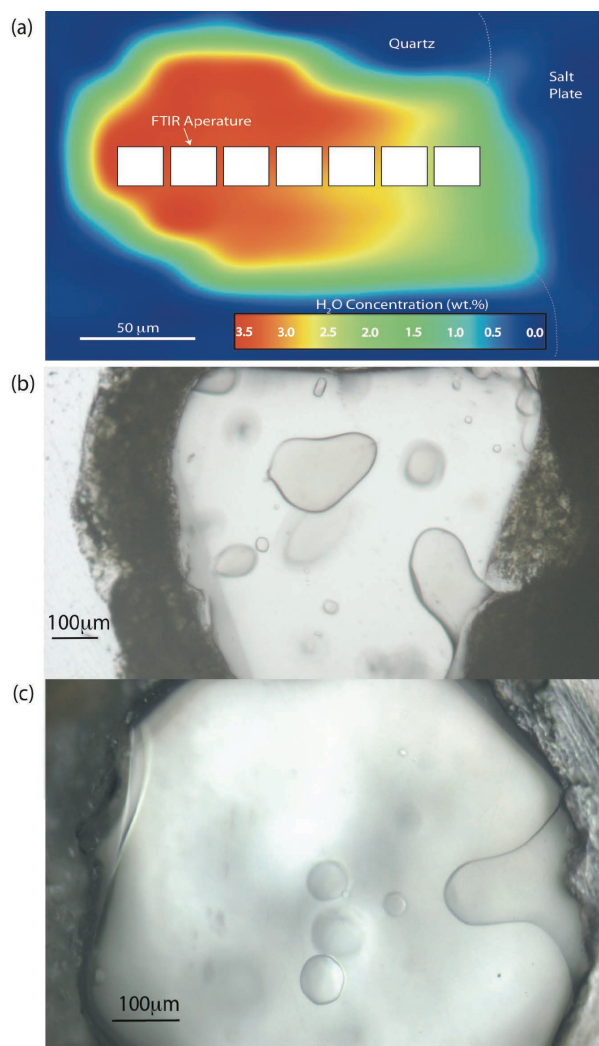 (a)
Quartz
Salt
Plate
FTIR Aperature
H₂O Concentration (wt.%)
3.5 3.0 2.5 2.0 1.5 1.0 0.5 0.0
50 μm
(b)
100μm
(c)
100μm